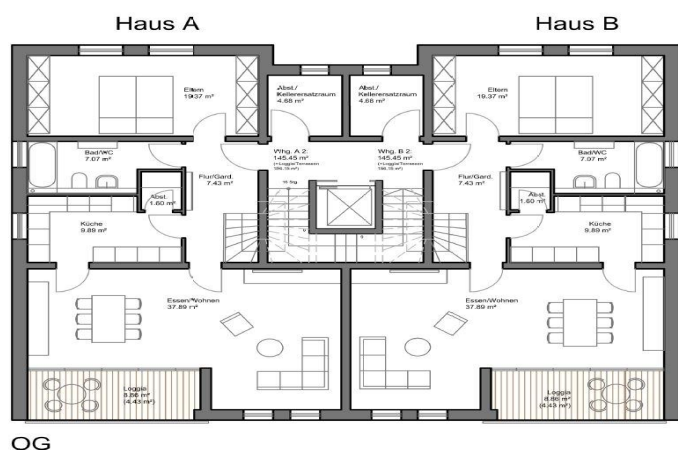 Haus A
Haus B
Eltern
19.37 m²
Abst./
Kellerersatzraum
4.68 m²
Abst./
Kellerersatzraum
4.66 m²
Eltern
19.37 m²
Bad/WC
7.07 m²
Whg. A 2:
145.45 m²
Whg. B 2:
145.45 m²
Bad/WC
7.07 m²
Flur/Gard.
7.43 m²
Flur/Gard.
7.43 m²
Abst.
1.60 m²
Abst.
1.60 m²
Küche
9.89 m²
Küche
9.89 m²
Essen/Wohnen
37.89 m²
Essen/Wohnen
37.89 m²
Loggia
8.86 m²
(4.43 m²)
Loggia
8.86 m²
(4.43 m²)
OG